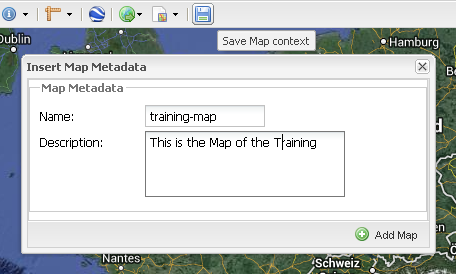 Dublin
Save Map context
Hamburg
Insert Map Metadata
Map Metadata
Name:
training-map
Description:
This is the Map of the Training
Add Map
Nantes
Schweiz